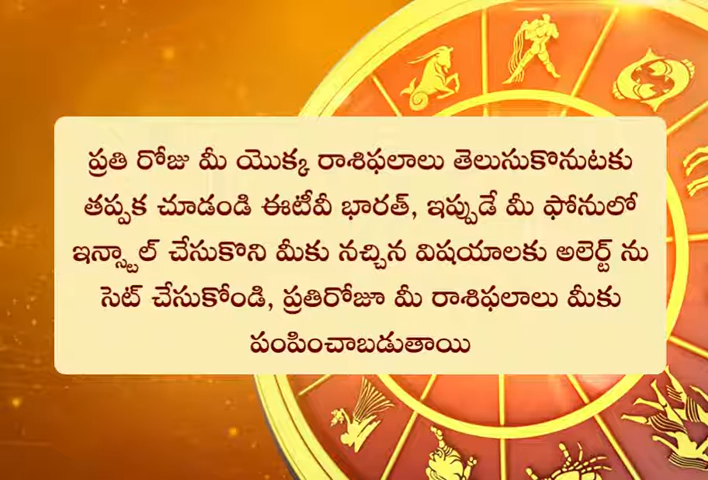 ప్రతి రోజు మీ యొక్క రాశిఫలాలు తెలుసుకొనుటకు
తప్పక చూడండి ఈటీవీ భారత్, ఇప్పుడే మీ ఫోనులో
ఇన్స్టాల్ చేసుకొని మీకు నచ్చిన విషయాలకు అలెర్ట్ ను
సెట్ చేసుకోండి, ప్రతిరోజూ మీ రాశిఫలాలు మీకు
పంపించాబడుతాయి